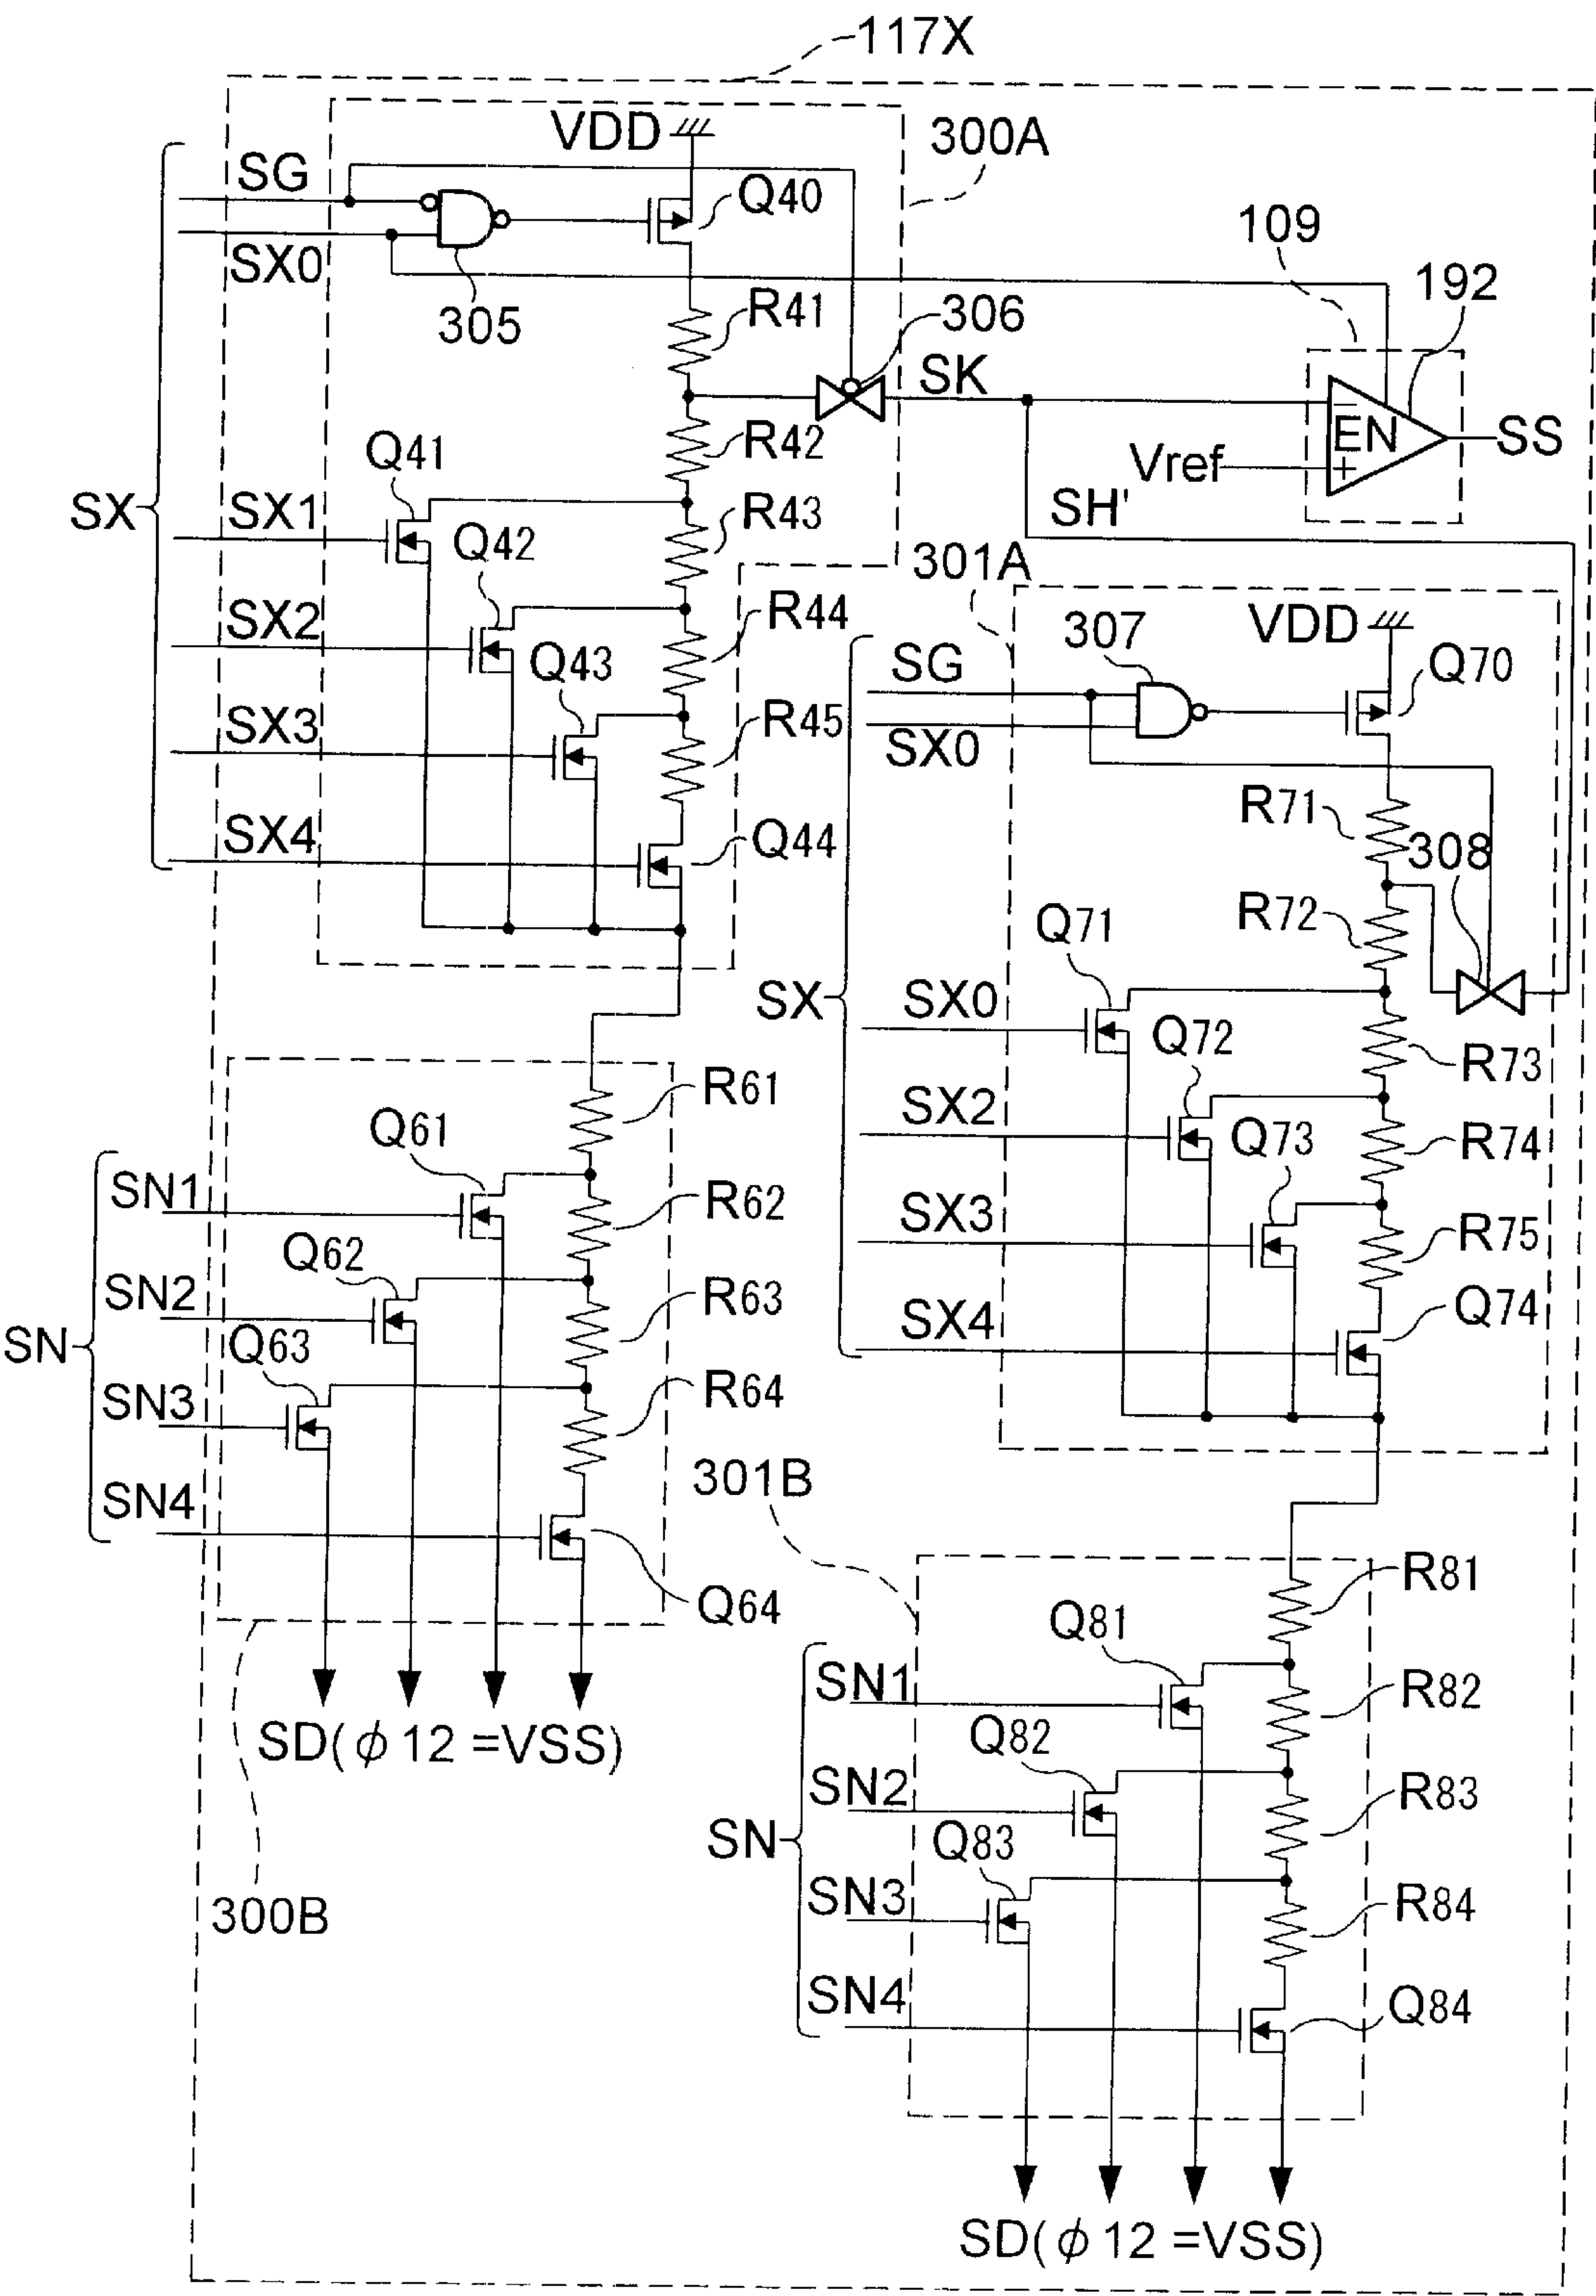 117X
VDD
300A
SG
Q40
SX0
305
109
192
R41
306
SK
EN
SS
Vref
−
+
R42
Q41
SX
SX1
R43
SH'
Q42
301A
SX2
R44
307
VDD
Q43
SG
Q70
SX3
R45
SX0
SX4
Q44
R71
308
R72
Q71
SX
SX0
Q72
R73
R61
SX2
Q73
R74
Q61
SN1
R62
SX3
R75
Q62
SN2
R63
SX4
Q74
SN
Q63
SN3
R64
301B
SN4
Q64
R81
Q81
SN1
R82
SD(ϕ12 =VSS)
Q82
SN2
R83
SN
Q83
300B
SN3
R84
SN4
Q84
SD(ϕ12 =VSS)